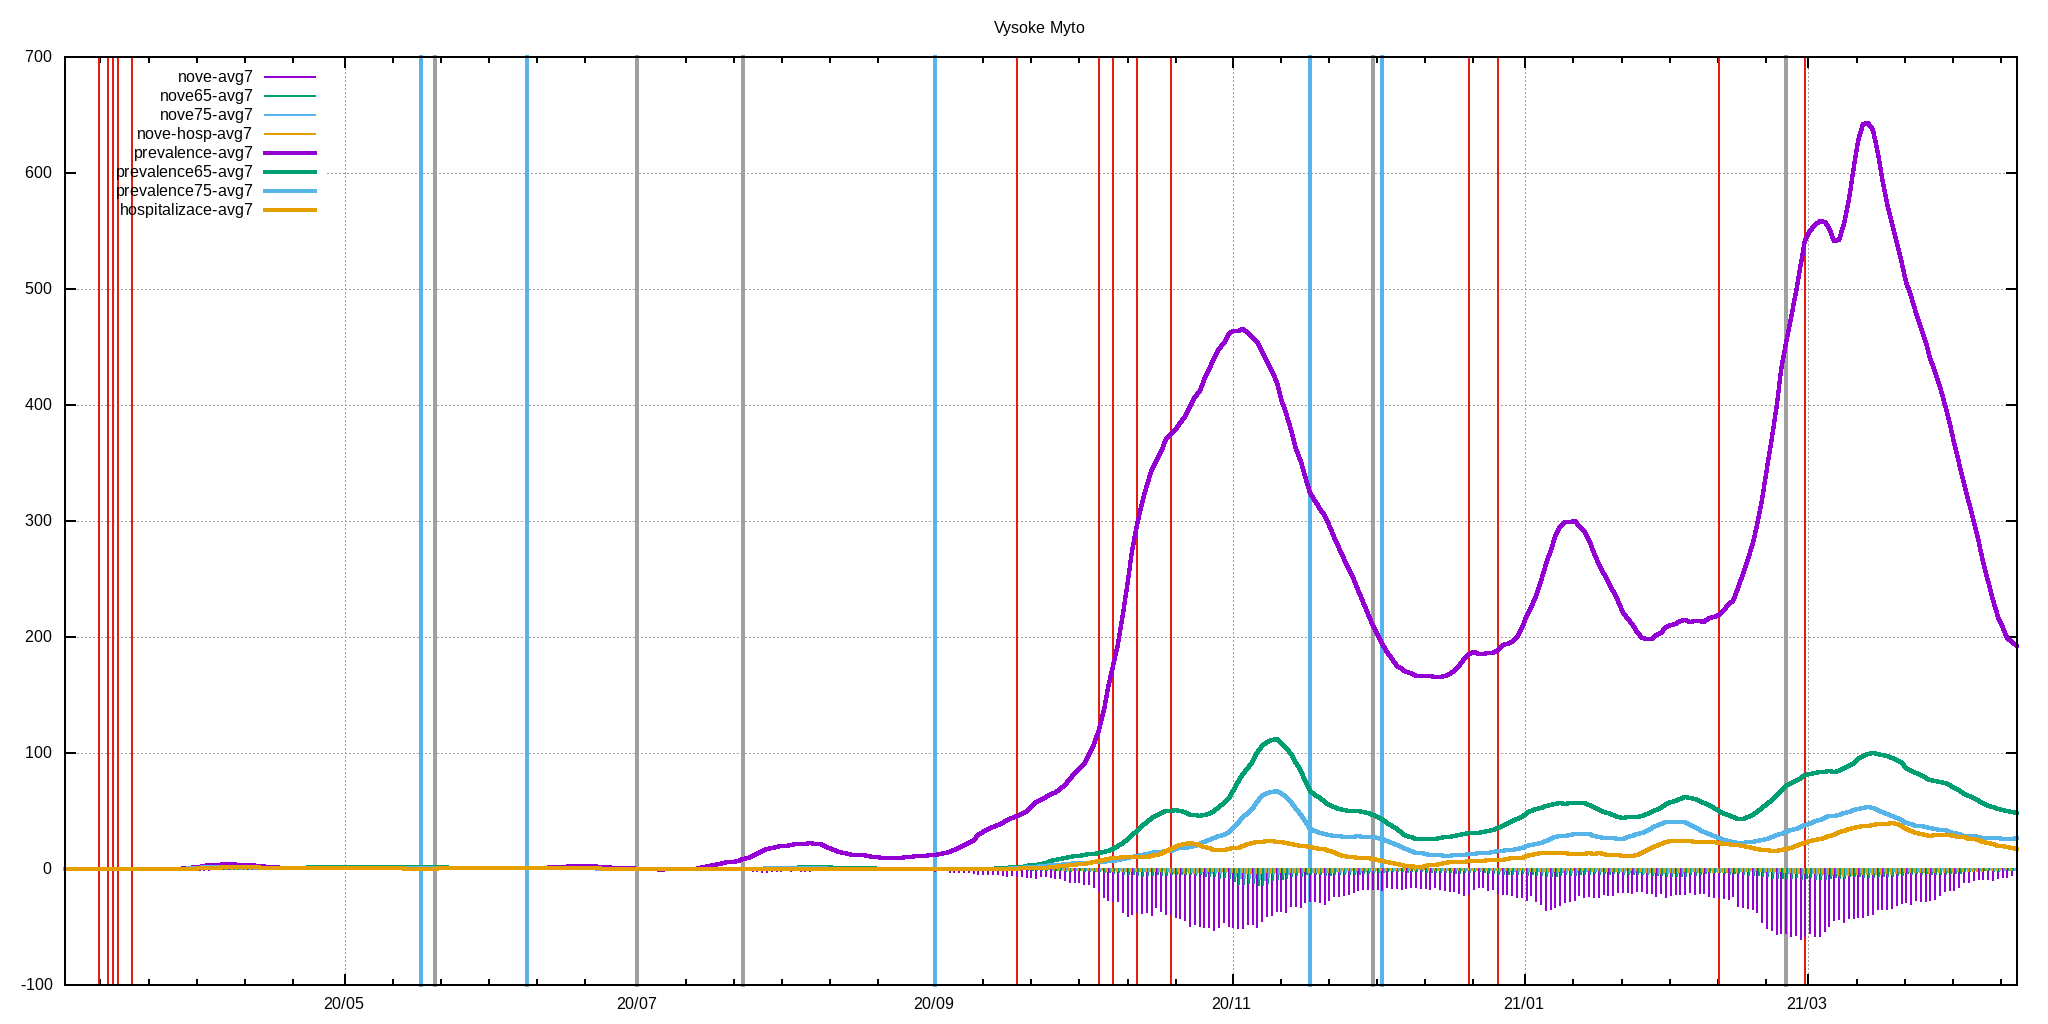 Vysoke Myto
700
600
500
400
300
200
100
0
-100
nove-avg7
nove65-avg7
nove75-avg7
nove-hosp-avg7
prevalence-avg7
prevalence65-avg7
prevalence75-avg7
hospitalizace-avg7
20/05 20/07 20/09 20/11 21/01 21/03